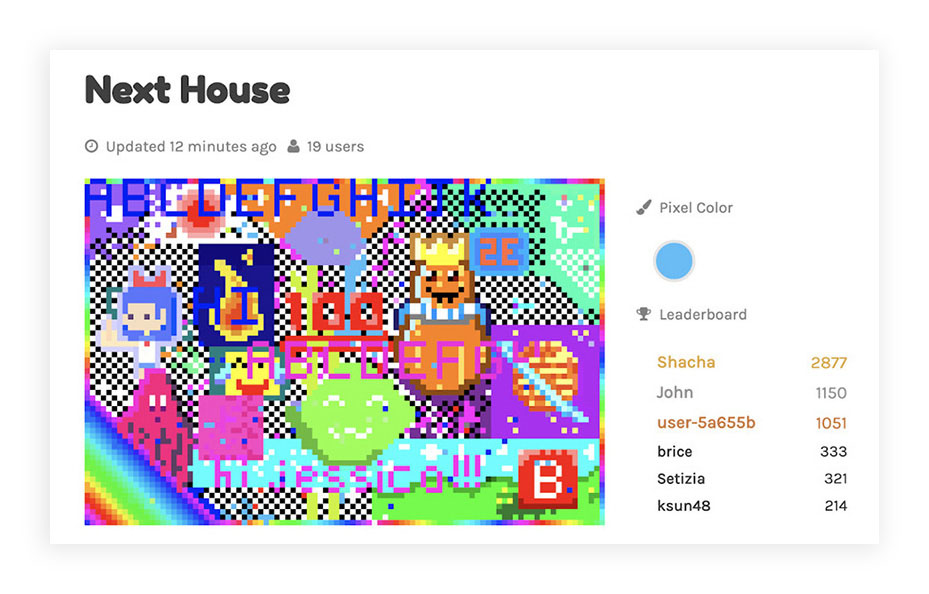 Next House
Updated 12 minutes ago 19 users
ABCDEFGHIJK
2E
HI
100
hi jessica!!!
B
Pixel Color
Leaderboard
Shacha 2877
John 1150
user-5a655b 1051
brice 333
Setizia 321
ksun48 214